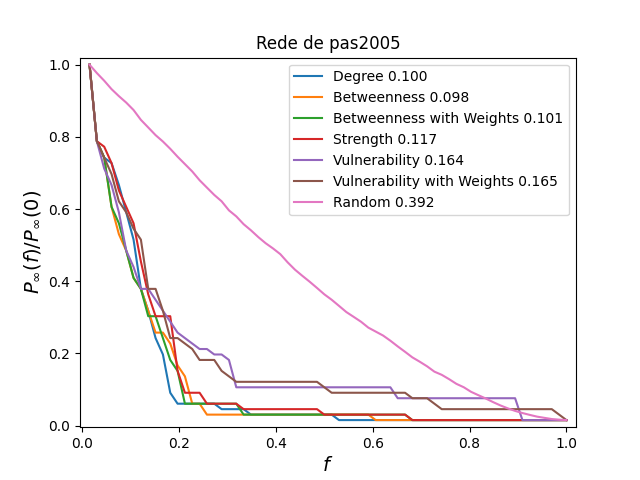 Rede de pas2005
Degree 0.100
Betweenness 0.098
Betweenness with Weights 0.101
Strength 0.117
Vulnerability 0.164
Vulnerability with Weights 0.165
Random 0.392
P∞(f)/P∞(0)
1.0
0.8
0.6
0.4
0.2
0.0
0.0 0.2 0.4 0.6 0.8 1.0
f